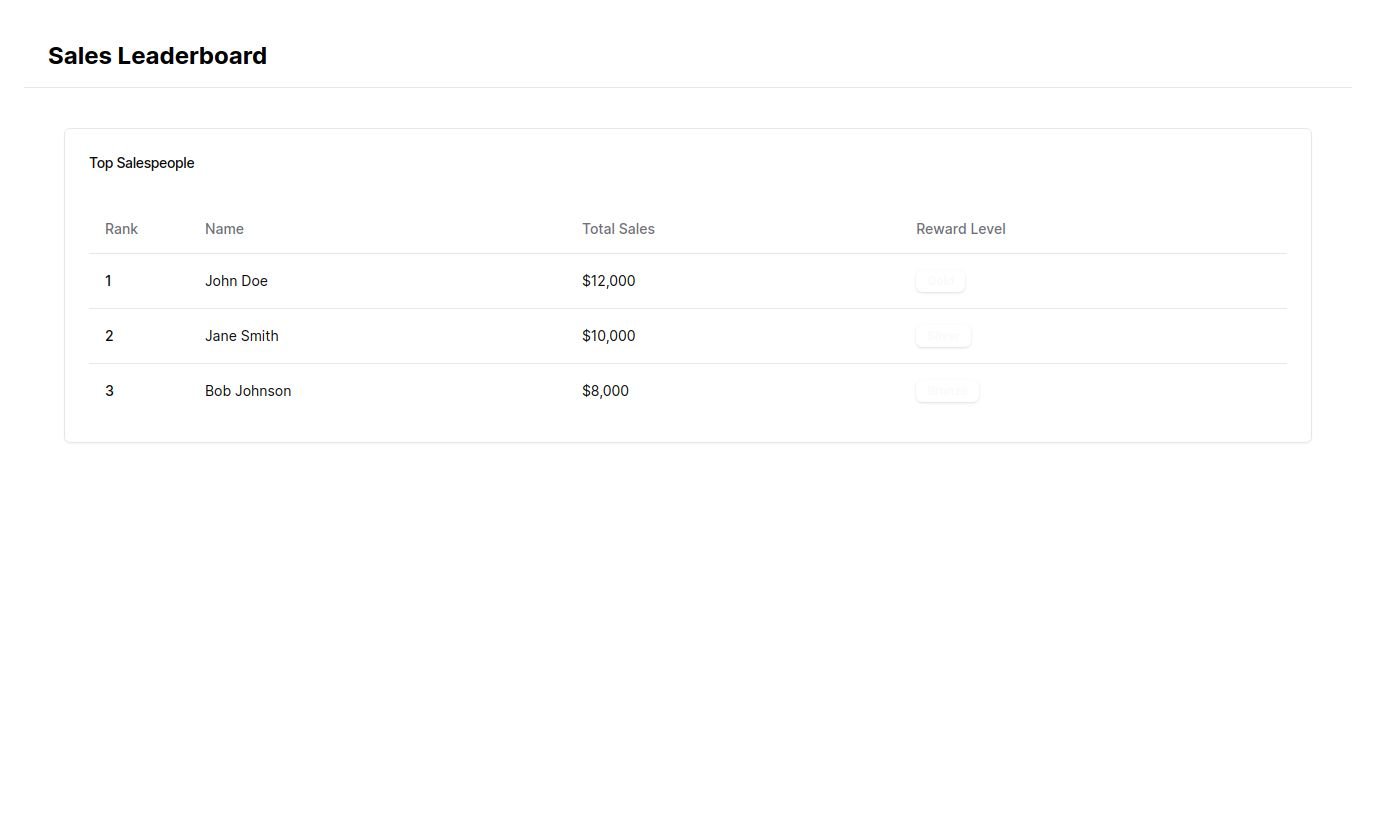 Sales Leaderboard
Top Salespeople
Rank Name Total Sales Reward Level
1 John Doe $12,000 Gold
2 Jane Smith $10,000 Silver
3 Bob Johnson $8,000 Bronze